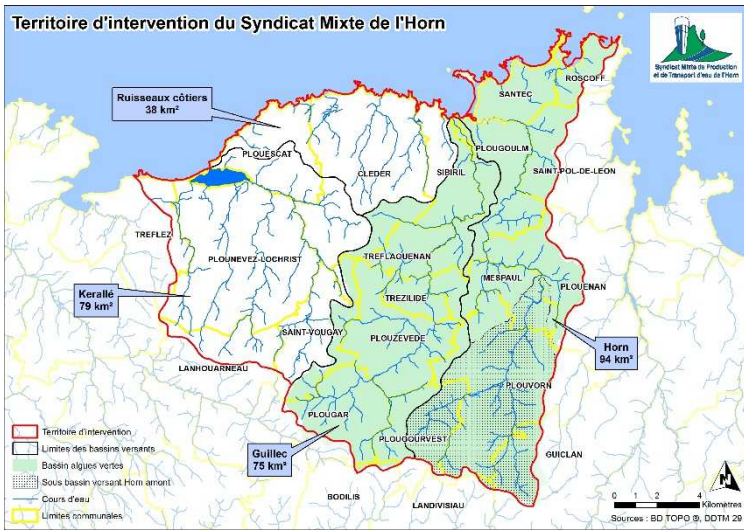 Territoire d'intervention du Syndicat Mixte de l'Horn
Syndicat Mixte de Production
et de Transport d'eau de l'Horn
ROSCOFF
SANTEC
Ruisseaux côtiers
38 km²
PLOUESCAT
PLOUGOULM
CLEDER
SIBIRIL
SAINT-POL-DE-LEON
TREFLEZ
PLOUNEVEZ-LOCHRIST
TREFLAOUENAN
MESPAUL
PLOUENAN
Kerallé
79 km²
TREZILIDE
SAINT-VOUGAY
PLOUZEVEDE
Horn
94 km²
LANHOUARNEAU
PLOUVORN
PLOUGAR
PLOUGOURVEST
GUICLAN
Guillec
75 km²
BODILIS
LANDIVISIAU
Territoire d'intervention
Limites des bassins versants
Bassin algues vertes
Sous bassin versant Horn amont
Cours d'eau
Limites communales
N
0 2 4
Kilomètres
Sources : BD TOPO ®, DDTM 29